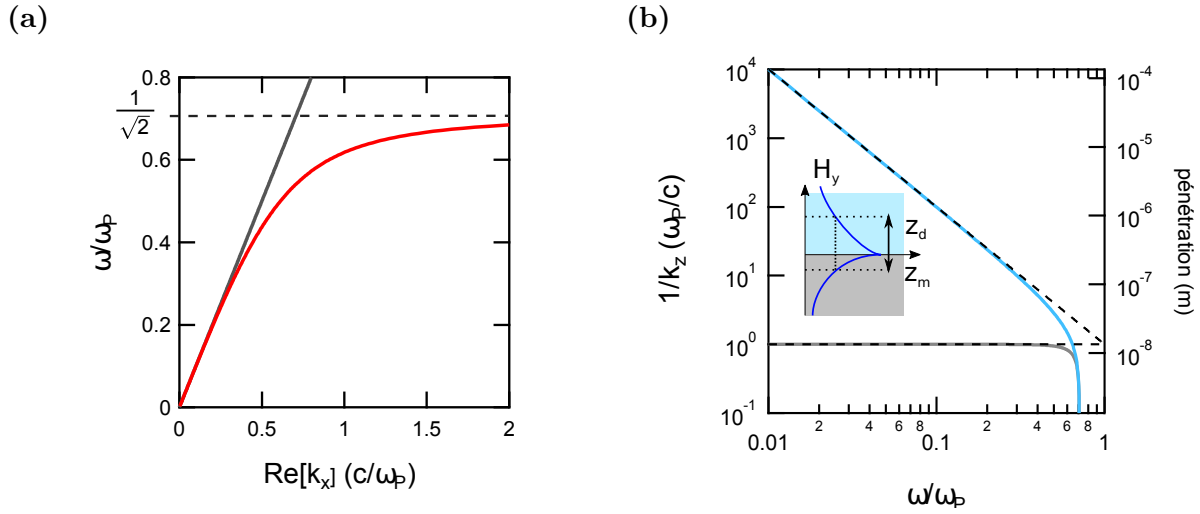 (a)
0.8
1/√2
0.6
0.4
0.2
0
ω/ωP
0 0.5 1 1.5 2
Re[kx] (c/ωP)
(b)
10^4
10^3
10^2
10^1
10^0
10^-1
1/kz (ωP/c)
Hy
zd
zm
10^-4
10^-5
10^-6
10^-7
10^-8
pénétration (m)
0.01 2 4 6 8 0.1 2 4 6 8 1
ω/ωP